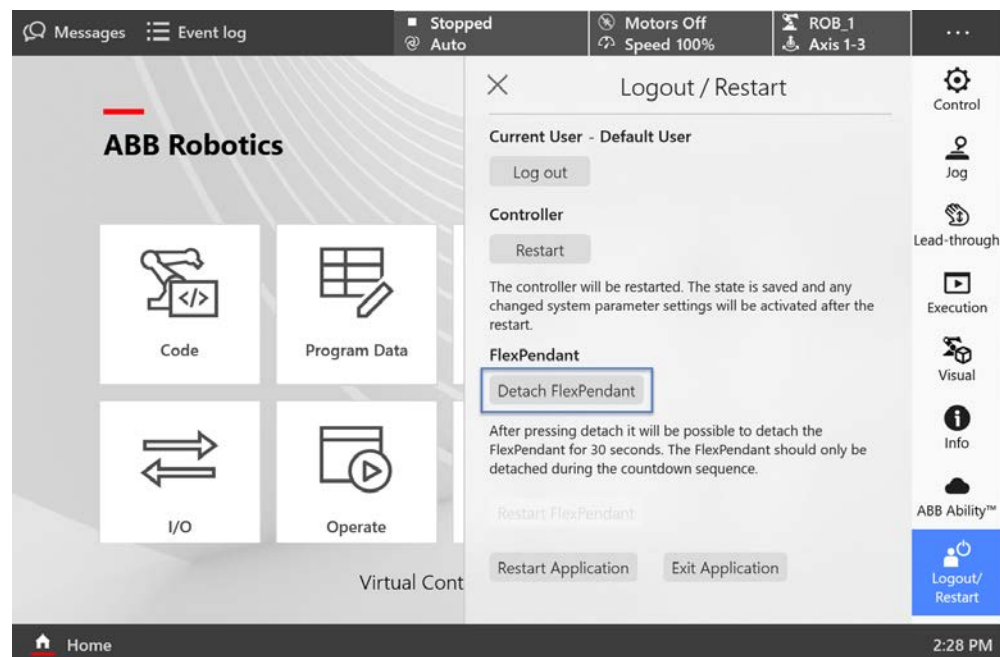 Messages
Event log
Stopped
Auto
Motors Off
Speed 100%
ROB_1
Axis 1-3
...
ABB Robotics
Code
Program Data
I/O
Operate
Virtual Cont
Logout / Restart
Current User - Default User
Log out
Controller
Restart
The controller will be restarted. The state is saved and any
changed system parameter settings will be activated after the
restart.
FlexPendant
Detach FlexPendant
After pressing detach it will be possible to detach the
FlexPendant for 30 seconds. The FlexPendant should only be
detached during the countdown sequence.
Restart FlexPendant
Restart Application
Exit Application
Control
Jog
Lead-through
Execution
Visual
Info
ABB Ability™
Logout/
Restart
Home
2:28 PM